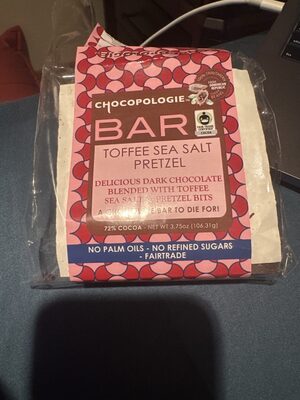 CHOCOPOLOGIE
BAR
TOFFEE SEA SALT
PRETZEL
DELICIOUS DARK CHOCOLATE
BLENDED WITH TOFFEE
SEA SALT & PRETZEL BITS
A BAR TO DIE FOR!
72% COCOA - NET WT 3.75oz (106.31g)
NO PALM OILS - NO REFINED SUGARS
- FAIRTRADE